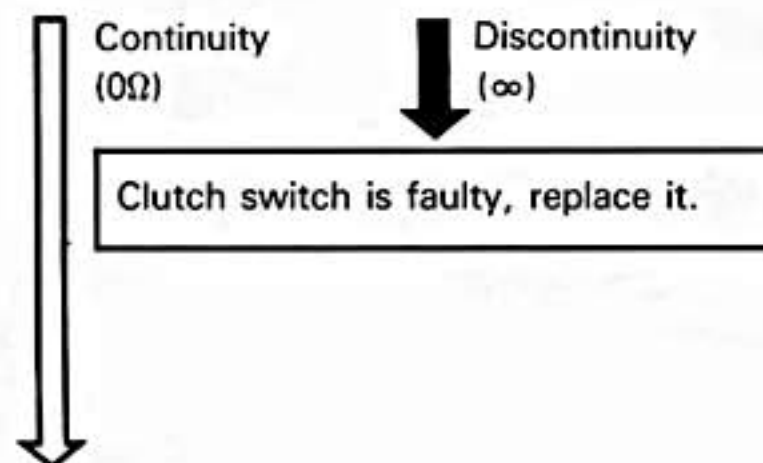 Continuity
(0Ω)
Discontinuity
(∞)
Clutch switch is faulty, replace it.